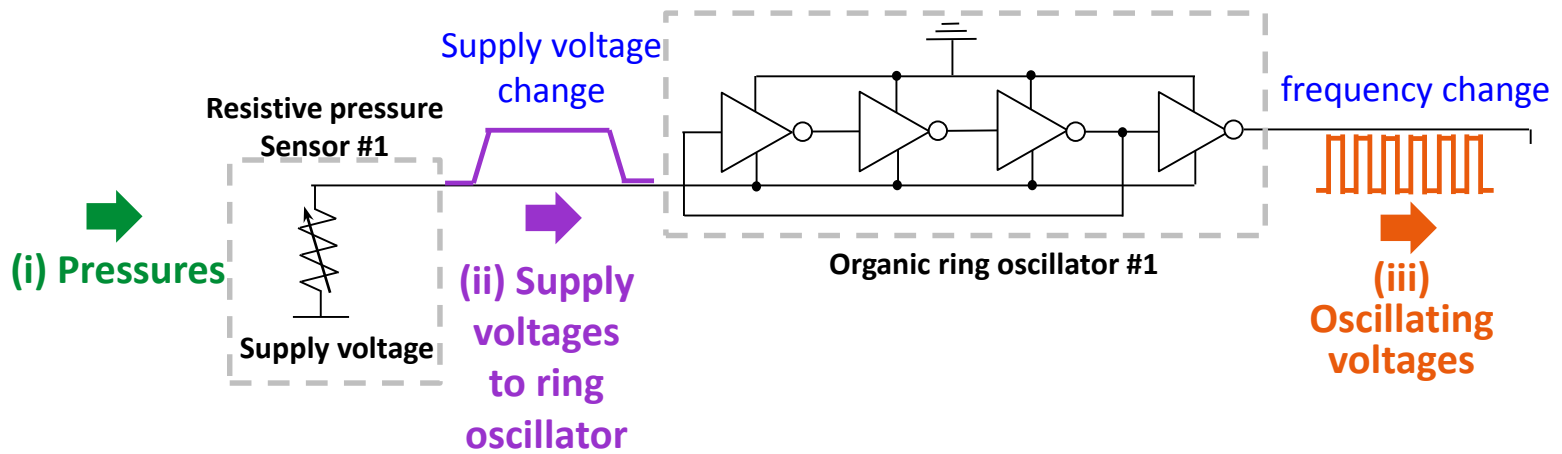 Supply voltage
change
Resistive pressure
Sensor #1
frequency change
(i) Pressures
Supply voltage
(ii) Supply
voltages
to ring
oscillator
Organic ring oscillator #1
(iii)
Oscillating
voltages